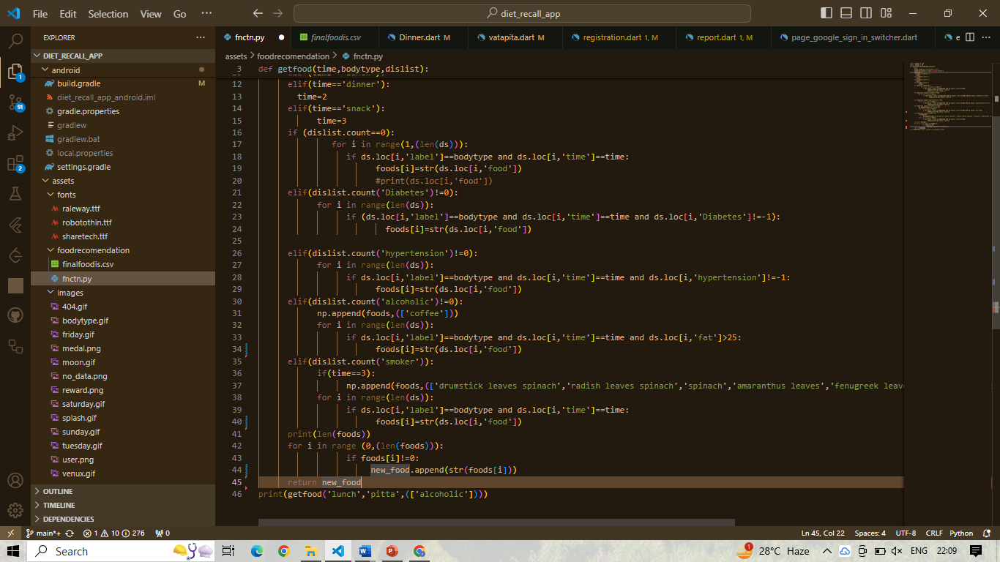 File Edit Selection View Go ··· diet_recall_app
EXPLORER ···
DIET_RECALL_APP
android
build.gradle M
diet_recall_app_android.iml
gradle.properties
gradlew
gradlew.bat
local.properties
settings.gradle
assets
fonts
raleway.ttf
robotothin.ttf
sharetech.ttf
foodrecomendation
finalfoodis.csv
fnctn.py
images
404.gif
bodytype.gif
friday.gif
medal.png
moon.gif
no_data.png
reward.png
saturday.gif
splash.gif
sunday.gif
tuesday.gif
user.png
venux.gif
OUTLINE
TIMELINE
DEPENDENCIES
1
91
2
fnctn.py finalfoodis.csv Dinner.dart M vatapita.dart M registration.dart 1, M report.dart 1, M page_google_sign_in_switcher.dart e
assets > foodrecomendation > fnctn.py
3 def getfood(time,bodytype,dislist):
12 elif(time=='dinner'):
13 time=2
14 elif(time=='snack'):
15 time=3
16 if (dislist.count==0):
17 for i in range(1,(len(ds))):
18 if ds.loc[i,'label']==bodytype and ds.loc[i,'time']==time:
19 foods[i]=str(ds.loc[i,'food'])
20 #print(ds.loc[i,'food'])
21 elif(dislist.count('Diabetes')!=0):
22 for i in range(len(ds)):
23 if (ds.loc[i,'label']==bodytype and ds.loc[i,'time']==time and ds.loc[i,'Diabetes']!=-1):
24 foods[i]=str(ds.loc[i,'food'])
25
26 elif(dislist.count('hypertension')!=0):
27 for i in range(len(ds)):
28 if ds.loc[i,'label']==bodytype and ds.loc[i,'time']==time and ds.loc[i,'hypertension']!=-1:
29 foods[i]=str(ds.loc[i,'food'])
30 elif(dislist.count('alcoholic')!=0):
31 np.append(foods,(['coffee']))
32 for i in range(len(ds)):
33 if ds.loc[i,'label']==bodytype and ds.loc[i,'time']==time and ds.loc[i,'fat']>25:
34 foods[i]=str(ds.loc[i,'food'])
35 elif(dislist.count('smoker')):
36 if(time==3):
37 np.append(foods,(['drumstick leaves spinach','radish leaves spinach','spinach','amaranthus leaves','fenugreek leave
38 for i in range(len(ds)):
39 if ds.loc[i,'label']==bodytype and ds.loc[i,'time']==time:
40 foods[i]=str(ds.loc[i,'food'])
41 print(len(foods))
42 for i in range (0,(len(foods))):
43 if foods[i]!=0:
44 new_food.append(str(foods[i]))
45 return new_food
46 print(getfood('lunch','pitta',(['alcoholic'])))
main*+ 1 10 276 0 Ln 45, Col 22 Spaces: 4 UTF-8 CRLF Python
Search 1 28°C Haze ENG 22:09